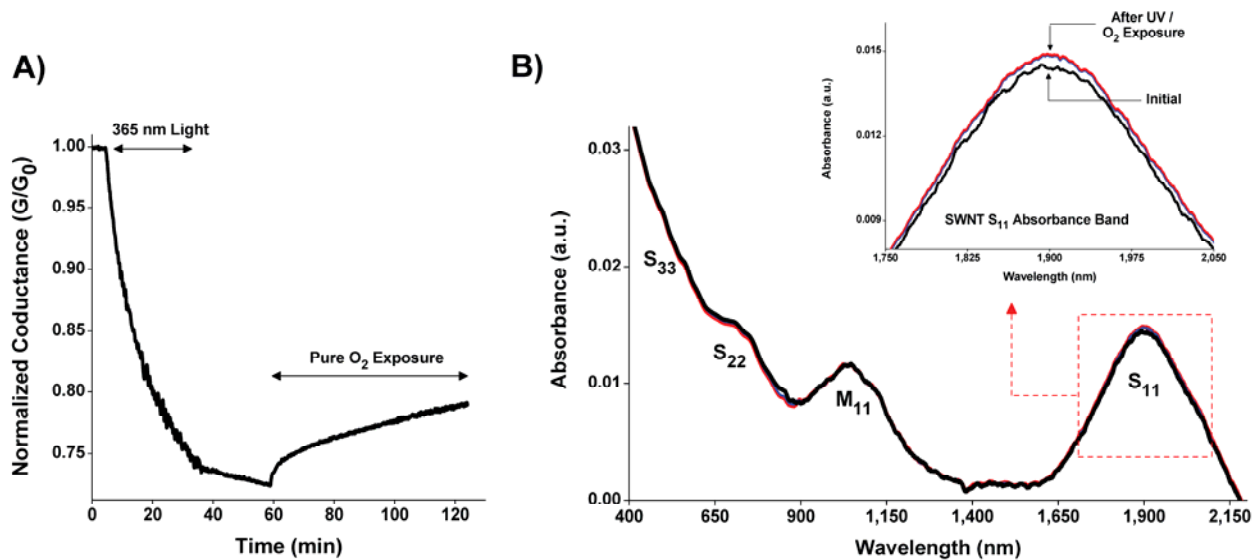 A)
365 nm Light
Pure O2 Exposure
Normalized Coductance (G/G0)
1.00
0.95
0.90
0.85
0.80
0.75
0 20 40 60 80 100 120
Time (min)
B)
Absorbance (a.u.)
0.03
0.02
0.01
0.00
S33
S22
M11
S11
400 650 900 1,150 1,400 1,650 1,900 2,150
Wavelength (nm)
After UV /
O2 Exposure
Initial
Absorbance (a.u.)
0.015
0.012
0.009
SWNT S11 Absorbance Band
1,750 1,825 1,900 1,975 2,050
Wavelength (nm)